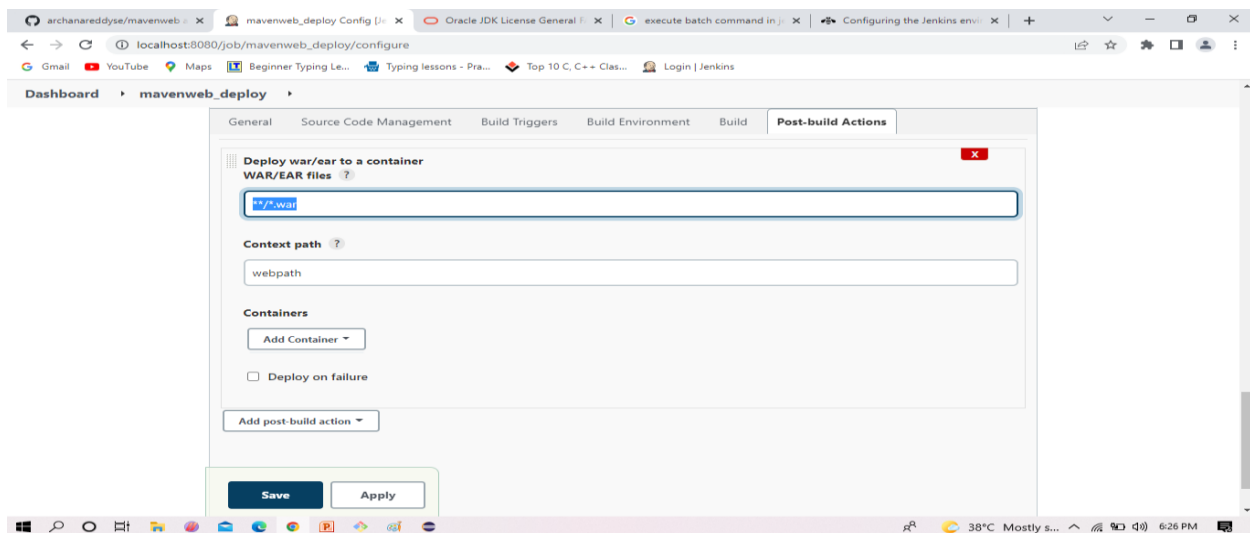 archanareddyse/mavenweb a mavenweb_deploy Config [Je Oracle JDK License General F execute batch command in j Configuring the Jenkins envi
localhost:8080/job/mavenweb_deploy/configure
Gmail YouTube Maps Beginner Typing Le... Typing lessons - Pra... Top 10 C, C++ Clas... Login | Jenkins
Dashboard mavenweb_deploy
General Source Code Management Build Triggers Build Environment Build Post-build Actions
Deploy war/ear to a container
X
WAR/EAR files ?
**/*.war
Context path ?
webpath
Containers
Add Container
Deploy on failure
Add post-build action
Save Apply
38°C Mostly s... 6:26 PM